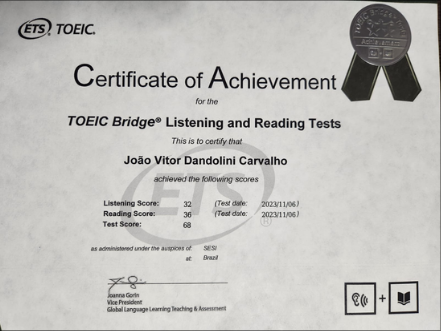 ETS TOEIC.
Certificate of Achievement
for the
TOEIC Bridge® Listening and Reading Tests
This is to certify that
João Vitor Dandolini Carvalho
achieved the following scores
ETS®
Listening Score: 32 (Test date: 2023/11/06)
Reading Score: 36 (Test date: 2023/11/06)
Test Score: 68
as administered under the auspices of: SESI
at: Brazil
Joanna Gorin
Vice President
Global Language Learning Teaching & Assessment
+